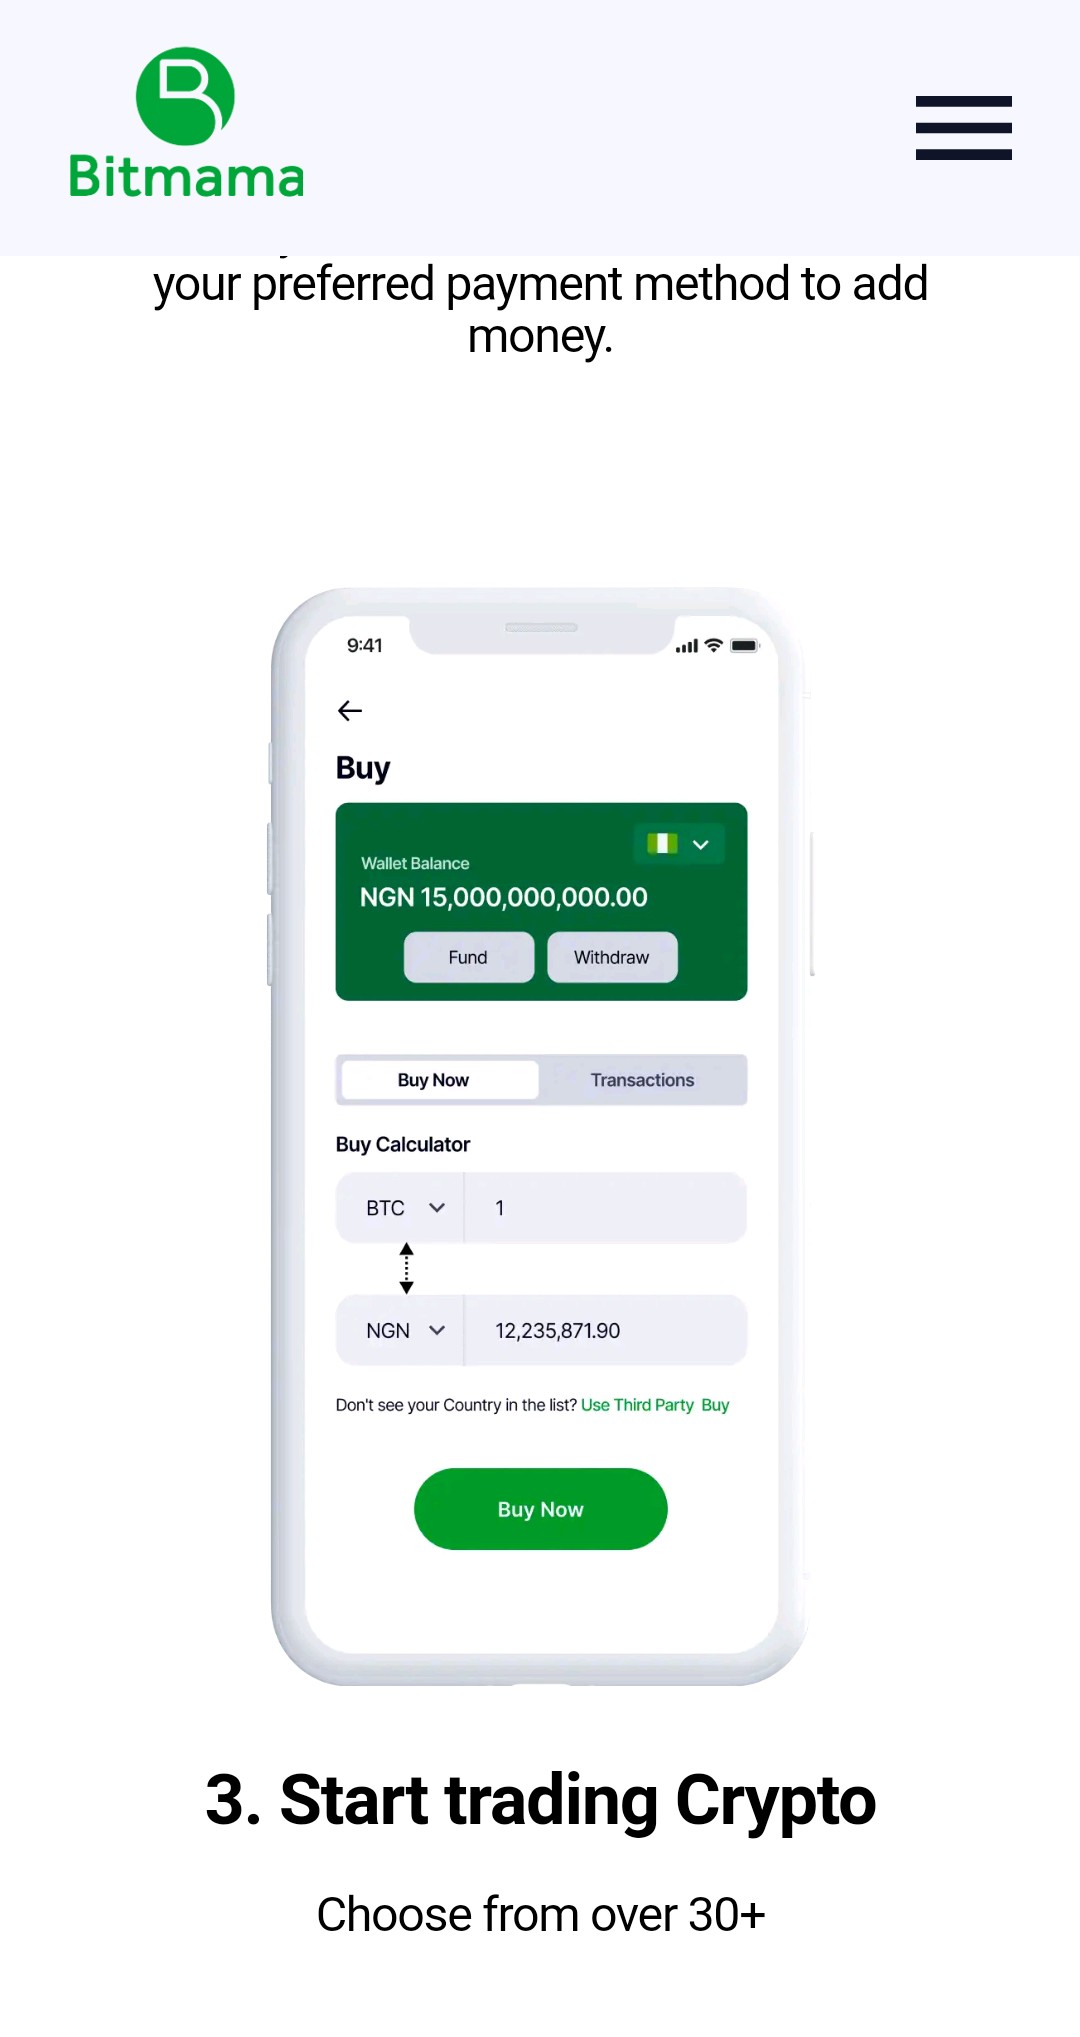 Bitmama
your preferred payment method to add
money.
9:41
Buy
Wallet Balance
NGN 15,000,000,000.00
Fund Withdraw
Buy Now Transactions
Buy Calculator
BTC 1
NGN 12,235,871.90
Don't see your Country in the list? Use Third Party Buy
Buy Now
3. Start trading Crypto
Choose from over 30+